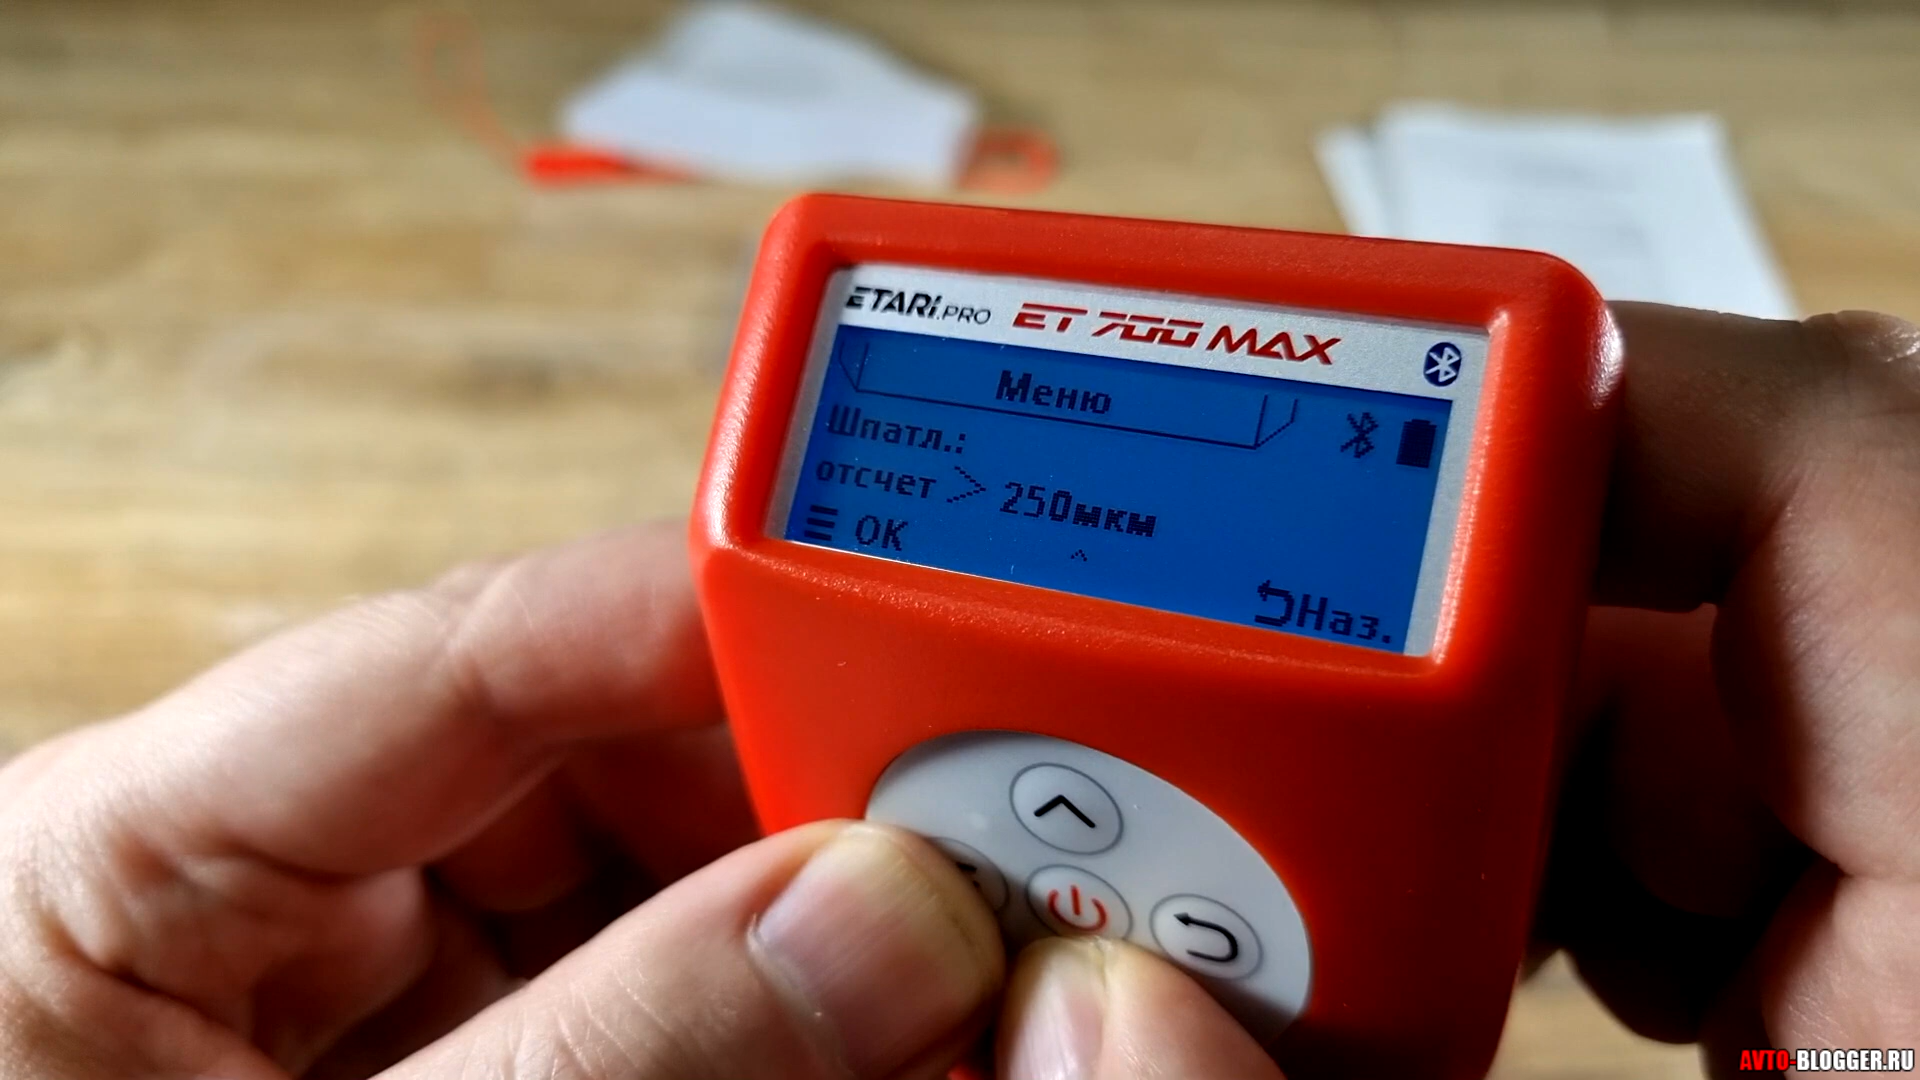 ETARI.PRO ET 700 MAX
Меню
Шпатл.:
отсчет > 250мкм
OK
Наз.
AVTO-BLOGGER.RU